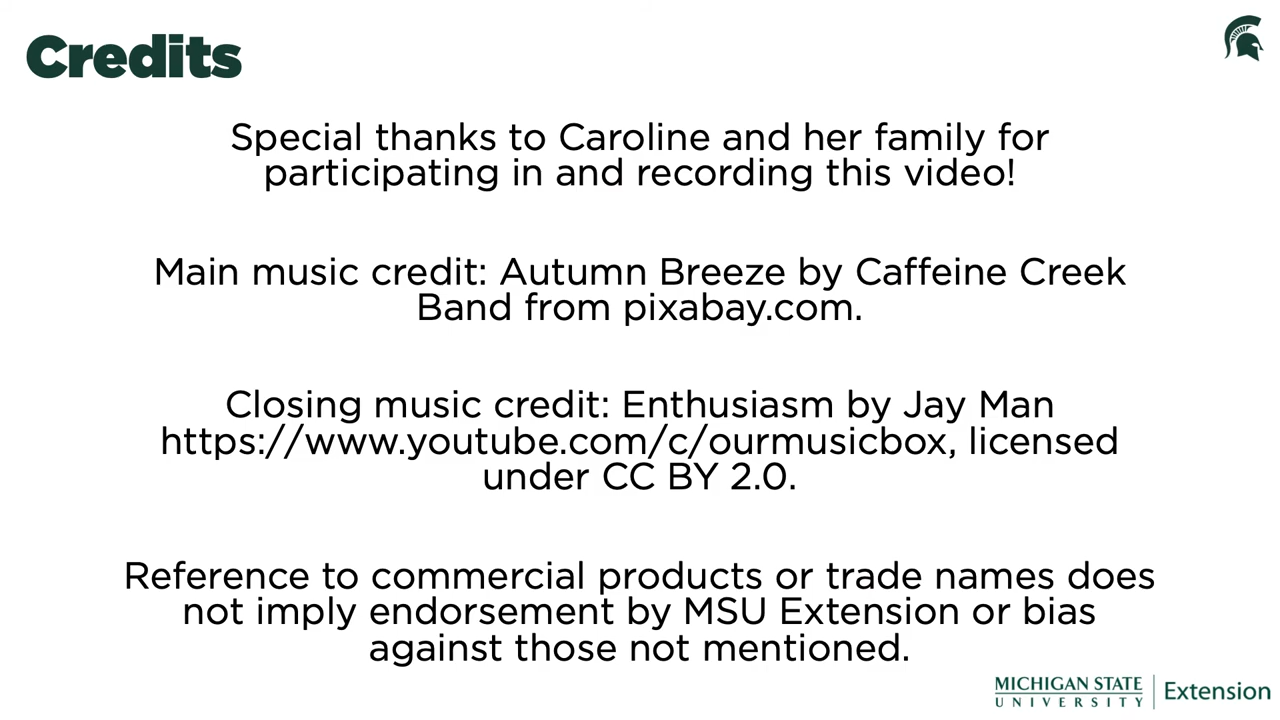 Credits
Special thanks to Caroline and her family for
participating in and recording this video!
Main music credit: Autumn Breeze by Caffeine Creek
Band from pixabay.com.
Closing music credit: Enthusiasm by Jay Man
https://www.youtube.com/c/ourmusicbox, licensed
under CC BY 2.0.
Reference to commercial products or trade names does
not imply endorsement by MSU Extension or bias
against those not mentioned.
MICHIGAN STATE
UNIVERSITY
Extension